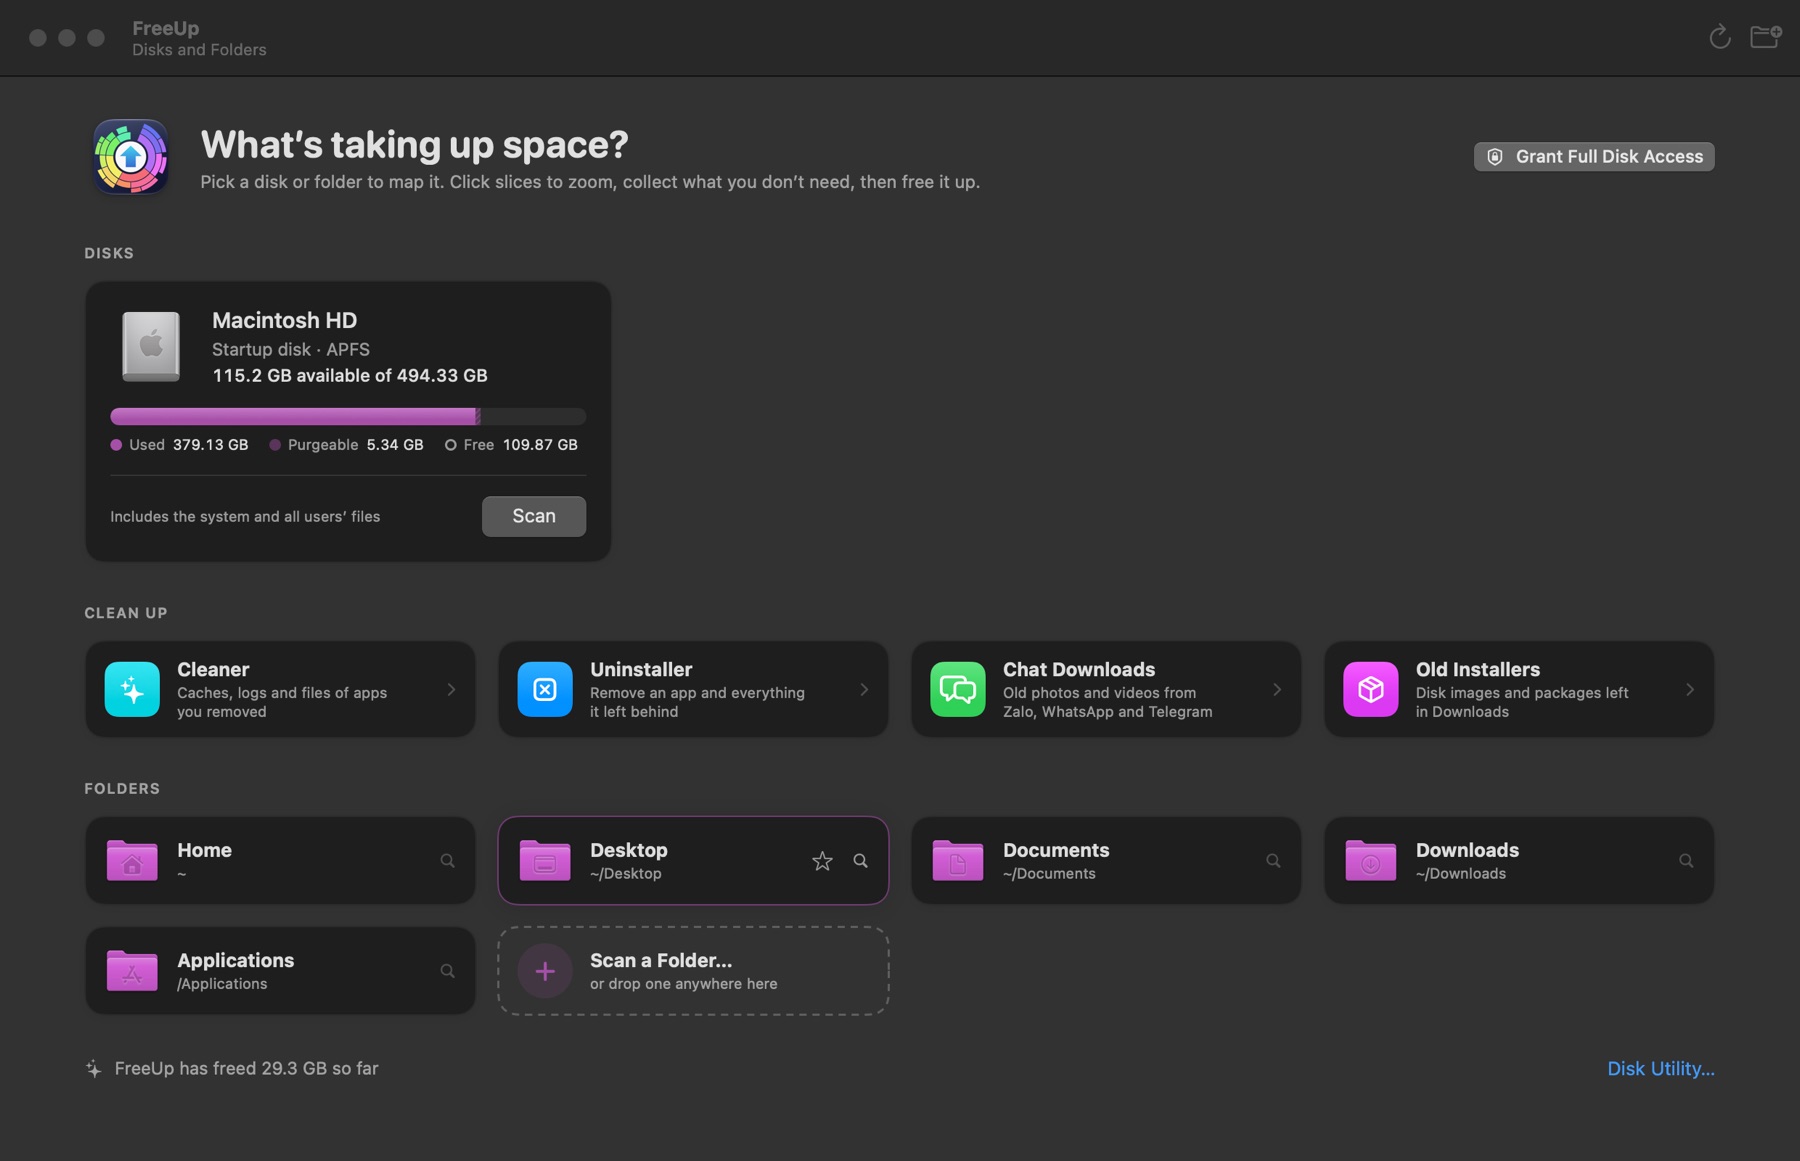 FreeUp
Disks and Folders
What's taking up space?
Pick a disk or folder to map it. Click slices to zoom, collect what you don't need, then free it up.
Grant Full Disk Access
DISKS
Macintosh HD
Startup disk · APFS
115.2 GB available of 494.33 GB
Used 379.13 GB Purgeable 5.34 GB Free 109.87 GB
Includes the system and all users' files
Scan
CLEAN UP
Cleaner
Caches, logs and files of apps
you removed
Uninstaller
Remove an app and everything
it left behind
Chat Downloads
Old photos and videos from
Zalo, WhatsApp and Telegram
Old Installers
Disk images and packages left
in Downloads
FOLDERS
Home
~
Desktop
~/Desktop
Documents
~/Documents
Downloads
~/Downloads
Applications
/Applications
Scan a Folder...
or drop one anywhere here
FreeUp has freed 29.3 GB so far
Disk Utility...